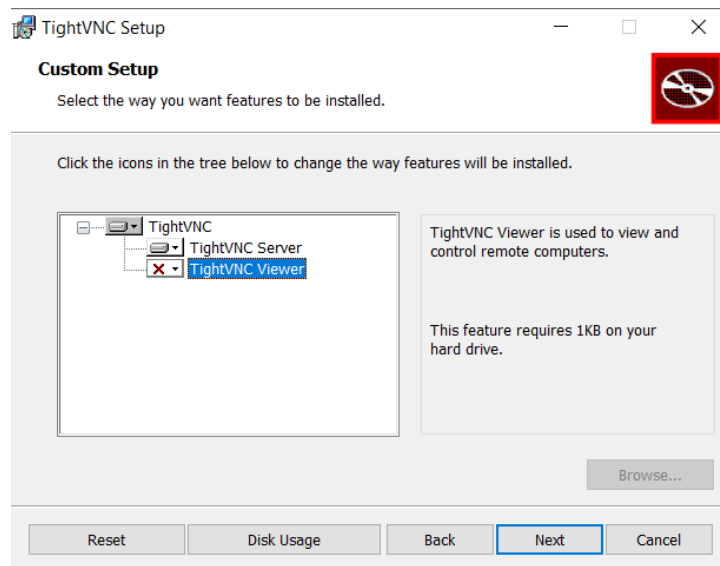 TightVNC Setup
Custom Setup
Select the way you want features to be installed.
Click the icons in the tree below to change the way features will be installed.
TightVNC
TightVNC Server
TightVNC Viewer
TightVNC Viewer is used to view and
control remote computers.
This feature requires 1KB on your
hard drive.
Browse...
Reset Disk Usage Back Next Cancel